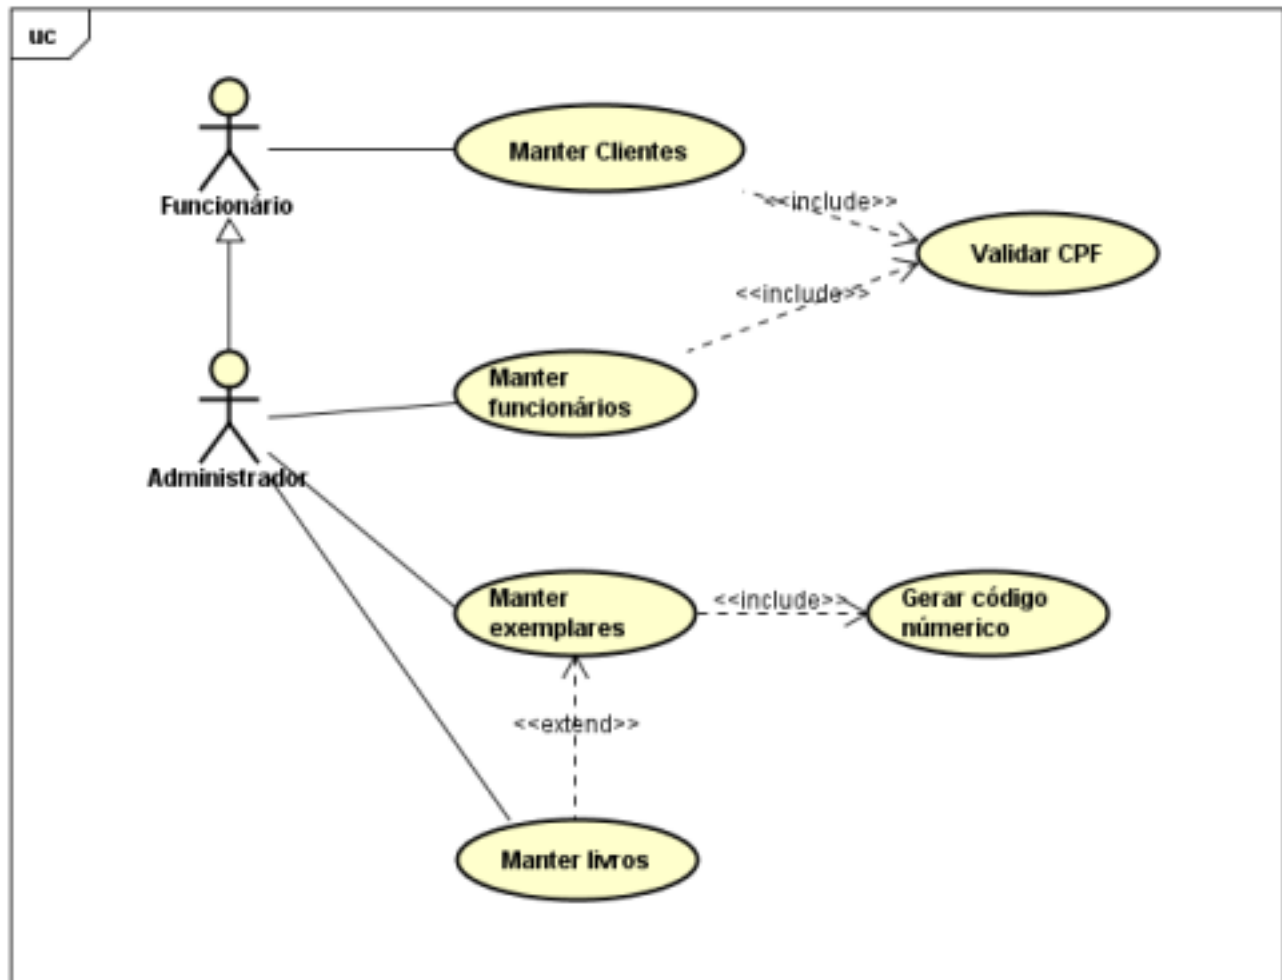 uc
Funcionário
Manter Clientes
<<include>>
Validar CPF
<<include>>
Manter
funcionários
Administrador
Manter
exemplares
<<include>>
Gerar código
númerico
<<extend>>
Manter livros